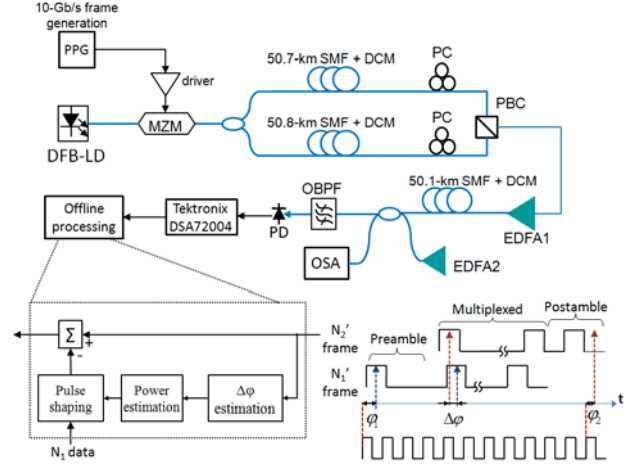 10-Gb/s frame
generation
PPG
driver
MZM
DFB-LD
50.7-km SMF + DCM
PC
50.8-km SMF + DCM
PC
PBC
50.1-km SMF + DCM
EDFA1
OBPF
PD
Tektronix
DSA72004
Offline
processing
OSA
EDFA2
Σ
+
-
Pulse
shaping
Power
estimation
Δφ
estimation
N₁ data
N₂'
frame
N₁'
frame
Multiplexed
Postamble
Preamble
t
φ₁
Δφ
φ₂